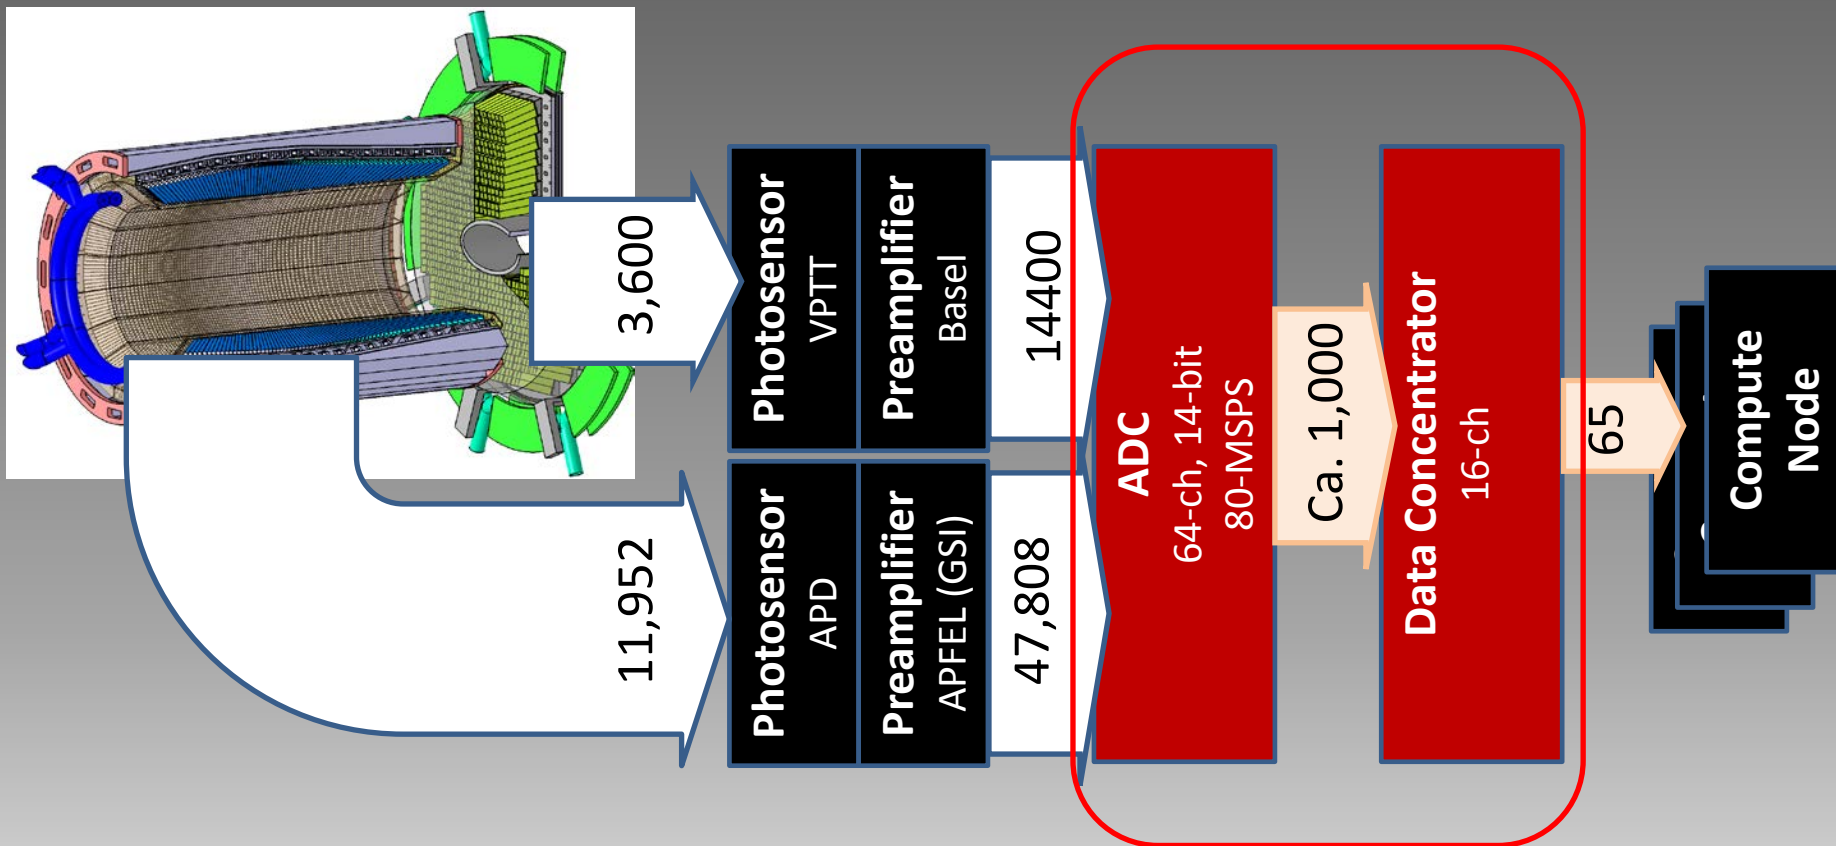 3,600
11,952
Photosensor
VPTT
Preamplifier
Basel
Photosensor
APD
Preamplifier
APFEL (GSI)
14400
47,808
ADC
64-ch, 14-bit
80-MSPS
Ca. 1,000
Data Concentrator
16-ch
65
Compute
Node